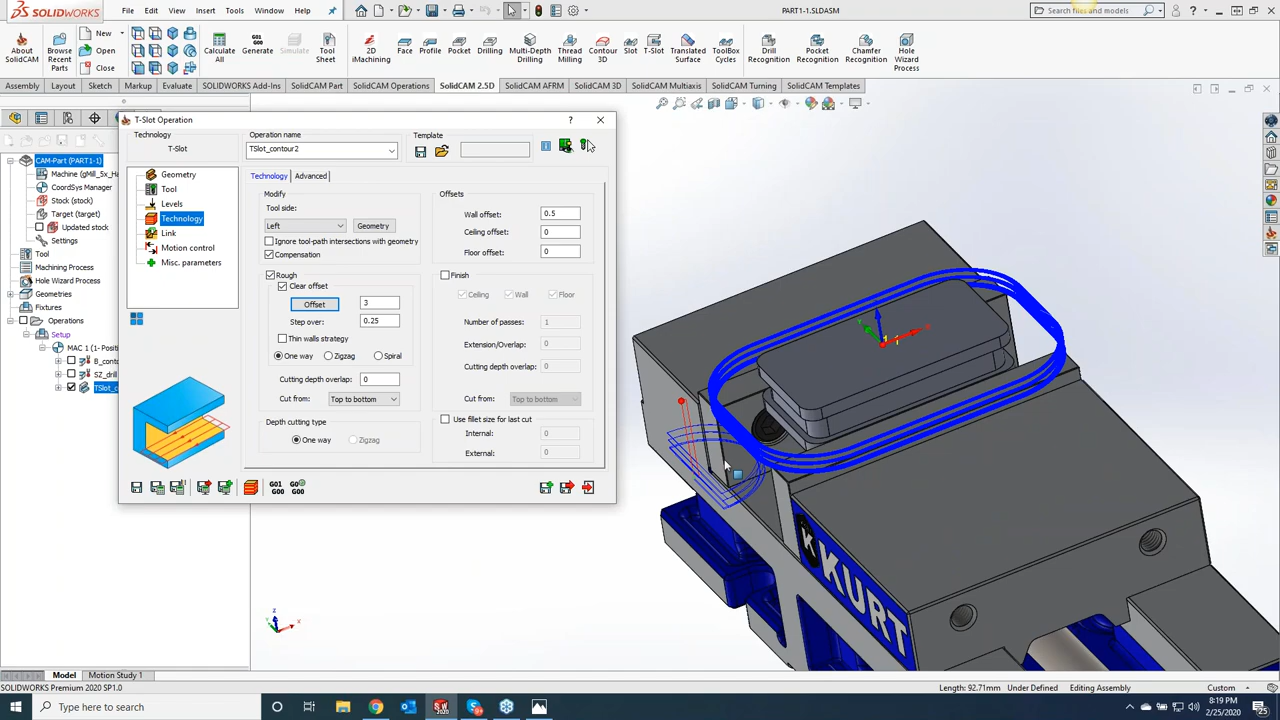 SOLIDWORKS
File Edit View Insert Tools Window
PART1-1.SLDASM
Search files and models
About SolidCAM
Browse Recent Parts
New
Open
Close
Calculate All
Generate
Simulate
Tool Sheet
2D iMachining
Face
Profile
Pocket
Drilling
Multi-Depth Drilling
Thread Milling
Contour 3D
Slot
T-Slot
Translated Surface
ToolBox Cycles
Drill Recognition
Pocket Recognition
Chamfer Recognition
Hole Wizard Process
Assembly Layout Sketch Markup Evaluate SOLIDWORKS Add-Ins SolidCAM Part SolidCAM Operations SolidCAM 2.5D SolidCAM AFRM SolidCAM 3D SolidCAM Multiaxis SolidCAM Turning SolidCAM Templates
CAM-Part (PART1-1)
Machine (gMill_5x_Ha
CoordSys Manager
Stock (stock)
Target (target)
Updated stock
Settings
Tool
Machining Process
Hole Wizard Process
Geometries
Fixtures
Operations
Setup
MAC 1 (1- Positi
B_conto
SZ_drill
TSlot_c
T-Slot Operation
Technology
T-Slot
Operation name
TSlot_contour2
Template
Geometry
Tool
Levels
Technology
Link
Motion control
Misc. parameters
Technology Advanced
Modify
Tool side:
Left
Geometry
Ignore tool-path intersections with geometry
Compensation
Rough
Clear offset
Offset 3
Step over: 0.25
Thin walls strategy
One way Zigzag Spiral
Cutting depth overlap: 0
Cut from: Top to bottom
Depth cutting type
One way Zigzag
Offsets
Wall offset: 0.5
Ceiling offset: 0
Floor offset: 0
Finish
Ceiling Wall Floor
Number of passes: 1
Extension/Overlap: 0
Cutting depth overlap: 0
Cut from: Top to bottom
Use fillet size for last cut
Internal: 0
External: 0
G01 G00
KURT
Model Motion Study 1
SOLIDWORKS Premium 2020 SP1.0
Length: 92.71mm Under Defined Editing Assembly Custom
Type here to search
8:19 PM
2/25/2020